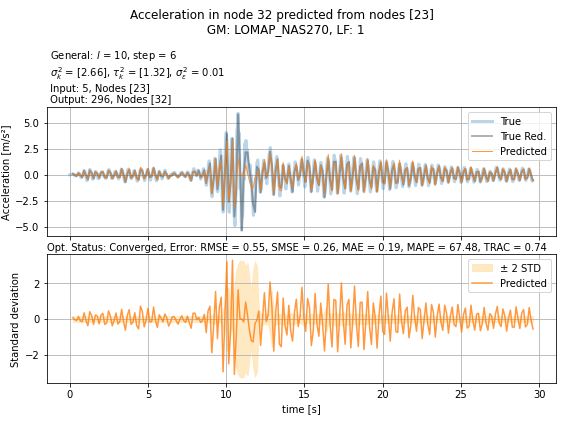 Acceleration in node 32 predicted from nodes [23]
GM: LOMAP_NAS270, LF: 1
General: l = 10, step = 6
σ²ₖ = [2.66], τ²ₖ = [1.32], σ²ε = 0.01
Input: 5, Nodes [23]
Output: 296, Nodes [32]
Acceleration [m/s²]
5.0
2.5
0.0
−2.5
−5.0
True
True Red.
Predicted
Opt. Status: Converged, Error: RMSE = 0.55, SMSE = 0.26, MAE = 0.19, MAPE = 67.48, TRAC = 0.74
Standard deviation
2
0
−2
± 2 STD
Predicted
0 5 10 15 20 25 30
time [s]